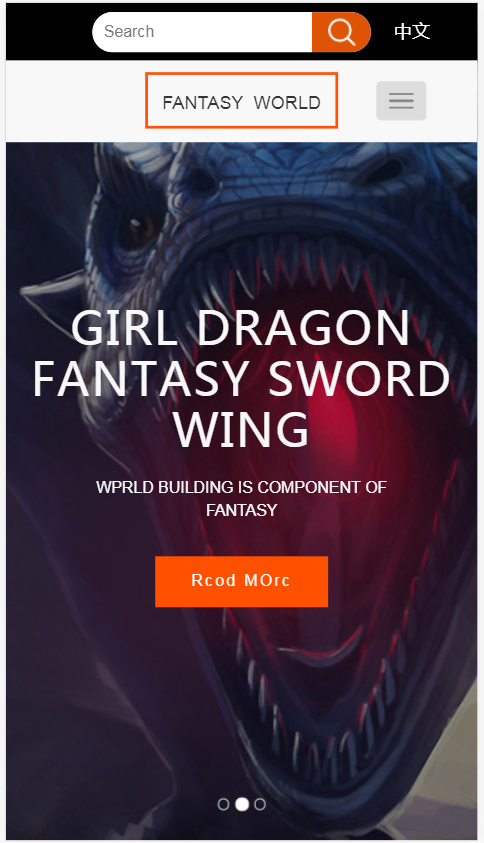 Search
中文
FANTASY WORLD
GIRL DRAGON
FANTASY SWORD
WING
WPRLD BUILDING IS COMPONENT OF
FANTASY
Rcod MOrc